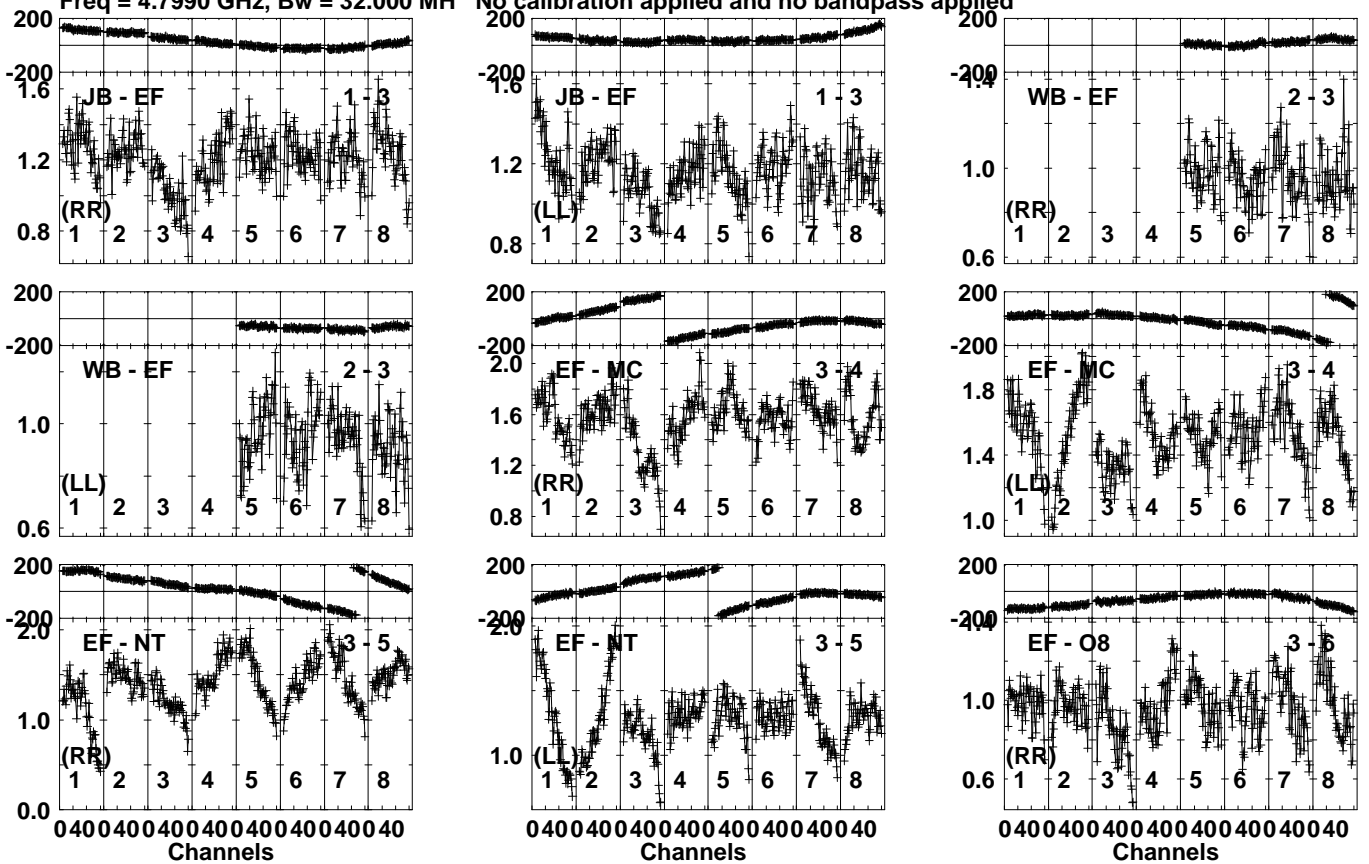 Freq = 4.7990 GHz, Bw = 32.000 MH No calibration applied and no bandpass applied
200 200 200
-200 -200 -200
1.6 1.6 1.4
JB - EF 1 - 3 JB - EF 1 - 3 WB - EF 2 - 3
1.2 1.2 1.0
(RR) (LL) (RR)
1 2 3 4 5 6 7 8 1 2 3 4 5 6 7 8 1 2 3 4 5 6 7 8
0.8 0.8 0.6
200 200 200
-200 -200 -200
WB - EF 2 - 3 EF - MC 3 - 4 EF - MC 3 - 4
2.0 1.8
1.0 1.6 1.4
1.2
(LL) (RR) (LL)
1 2 3 4 5 6 7 8 1 2 3 4 5 6 7 8 1 2 3 4 5 6 7 8
0.6 0.8 1.0
200 200 200
-200 -200 -200
2.0 2.0 1.4
EF - NT 3 - 5 EF - NT 3 - 5 EF - O8 3 - 6
1.0 1.0 1.0
(RR) (LL) (RR)
1 2 3 4 5 6 7 8 1 2 3 4 5 6 7 8 1 2 3 4 5 6 7 8
0.0 0.6
0 40 0 40 0 40 0 40 0 40 0 40 0 40 0 40 0 40 0 40 0 40 0 40 0 40 0 40 0 40 0 40 0 40 0 40 0 40 0 40 0 40 0 40 0 40 0 40
Channels Channels Channels